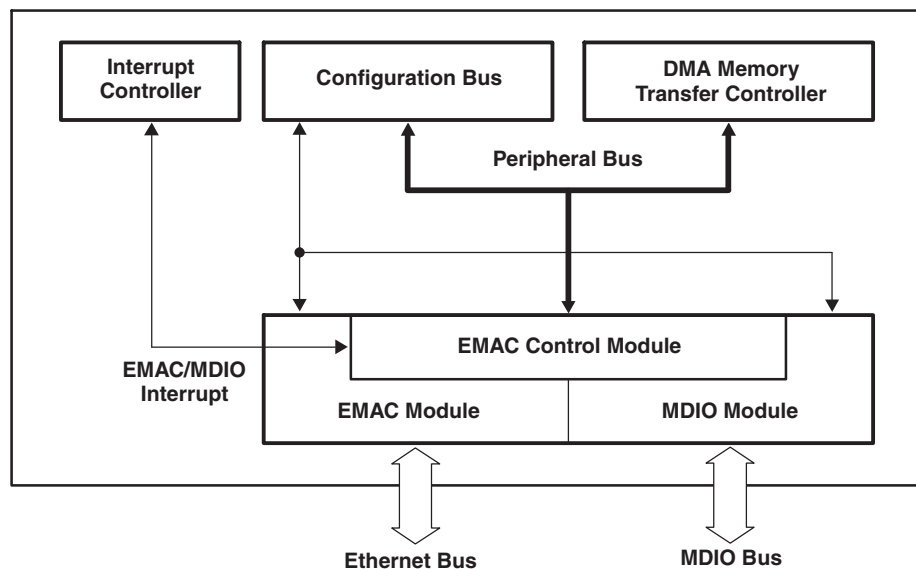 Interrupt
Controller
Configuration Bus
DMA Memory
Transfer Controller
Peripheral Bus
EMAC Control Module
EMAC/MDIO
Interrupt
EMAC Module
MDIO Module
Ethernet Bus
MDIO Bus